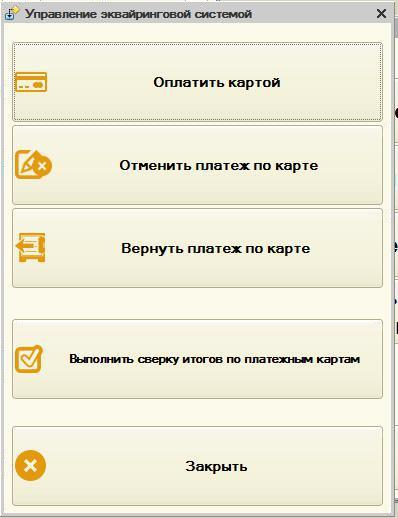 Управление эквайринговой системой
Оплатить картой
Отменить платеж по карте
Вернуть платеж по карте
Выполнить сверку итогов по платежным картам
Закрыть